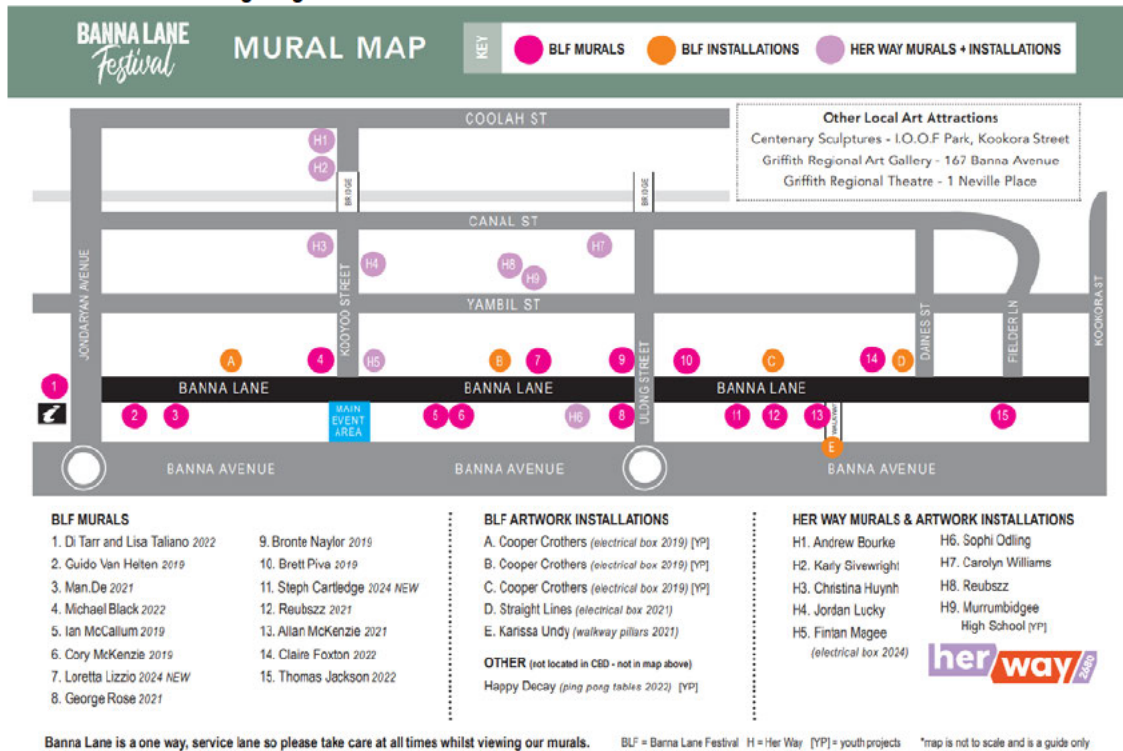 BANNA LANE
Festival
MURAL MAP
KEY
BLF MURALS
BLF INSTALLATIONS
HER WAY MURALS + INSTALLATIONS
COOLAH ST
Other Local Art Attractions
Centenary Sculptures - I.O.O.F Park, Kookora Street
Griffith Regional Art Gallery - 167 Banna Avenue
Griffith Regional Theatre - 1 Neville Place
H1
H2
BRIDGE
BRIDGE
CANAL ST
JONDARYAN AVENUE
KOOYOO STREET
H3
H4
H8
H9
H7
YAMBIL ST
ULONG STREET
DAINES ST
FIELDER LN
KOOKORA ST
A
4
H5
B
7
9
10
C
14
D
1
BANNA LANE
BANNA LANE
BANNA LANE
i
2
3
MAIN
EVENT
AREA
5
6
H6
8
11
12
13
WALKWAY
15
E
BANNA AVENUE
BANNA AVENUE
BANNA AVENUE
BLF MURALS
1. Di Tarr and Lisa Taliano 2022
2. Guido Van Helten 2019
3. Man.De 2021
4. Michael Black 2022
5. Ian McCallum 2019
6. Cory McKenzie 2019
7. Loretta Lizzio 2024 NEW
8. George Rose 2021
9. Bronte Naylor 2019
10. Brett Piva 2019
11. Steph Cartledge 2024 NEW
12. Reubszz 2021
13. Allan McKenzie 2021
14. Claire Foxton 2022
15. Thomas Jackson 2022
BLF ARTWORK INSTALLATIONS
A. Cooper Crothers (electrical box 2019) [YP]
B. Cooper Crothers (electrical box 2019) [YP]
C. Cooper Crothers (electrical box 2019) [YP]
D. Straight Lines (electrical box 2021)
E. Karissa Undy (walkway pillars 2021)
OTHER (not located in CBD - not in map above)
Happy Decay (ping pong tables 2022) [YP]
HER WAY MURALS & ARTWORK INSTALLATIONS
H1. Andrew Bourke
H2. Karly Sivewright
H3. Christina Huynh
H4. Jordan Lucky
H5. Fintan Magee
(electrical box 2024)
H6. Sophi Odling
H7. Carolyn Williams
H8. Reubszz
H9. Murrumbidgee
High School [YP]
her way 2680
Banna Lane is a one way, service lane so please take care at all times whilst viewing our murals.
BLF = Banna Lane Festival H = Her Way [YP] = youth projects *map is not to scale and is a guide only